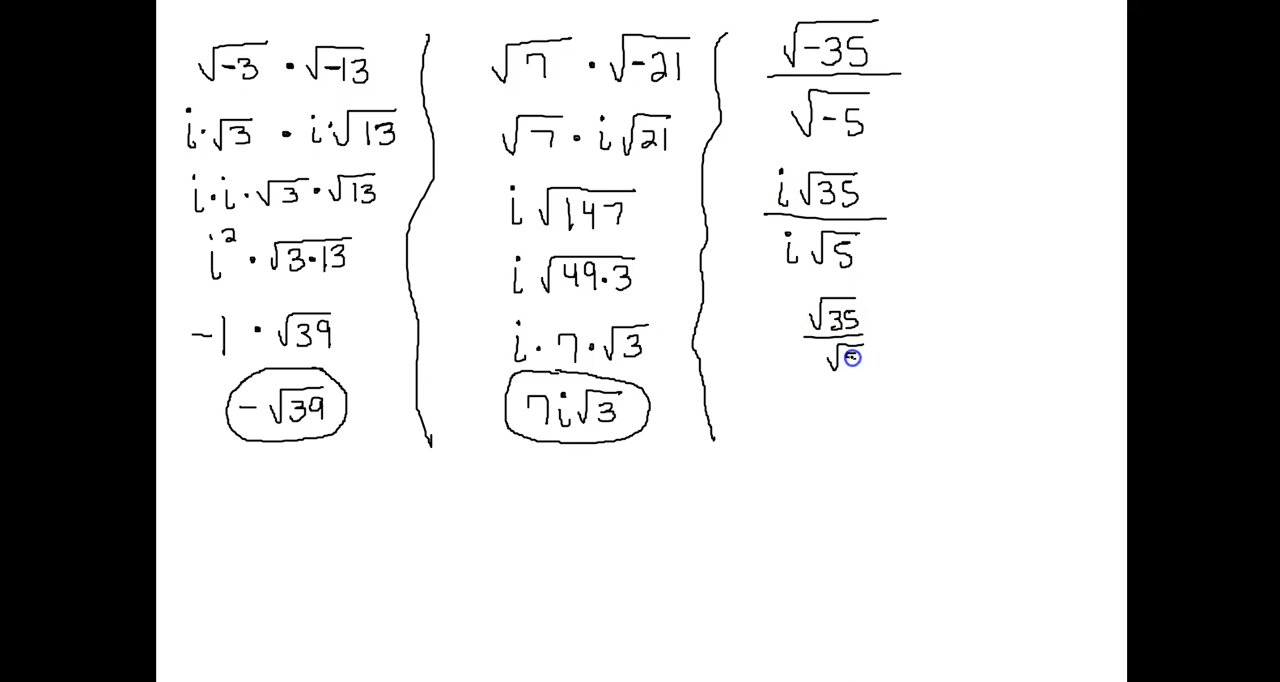 √-3 · √-13
i·√3 · i·√13
i·i·√3·√13
i² · √3·13
-1 · √39
-√39
√7 · √-21
√7 · i√21
i√147
i√49·3
i·7·√3
7i√3
√-35
√-5
i√35
i√5
√35
√